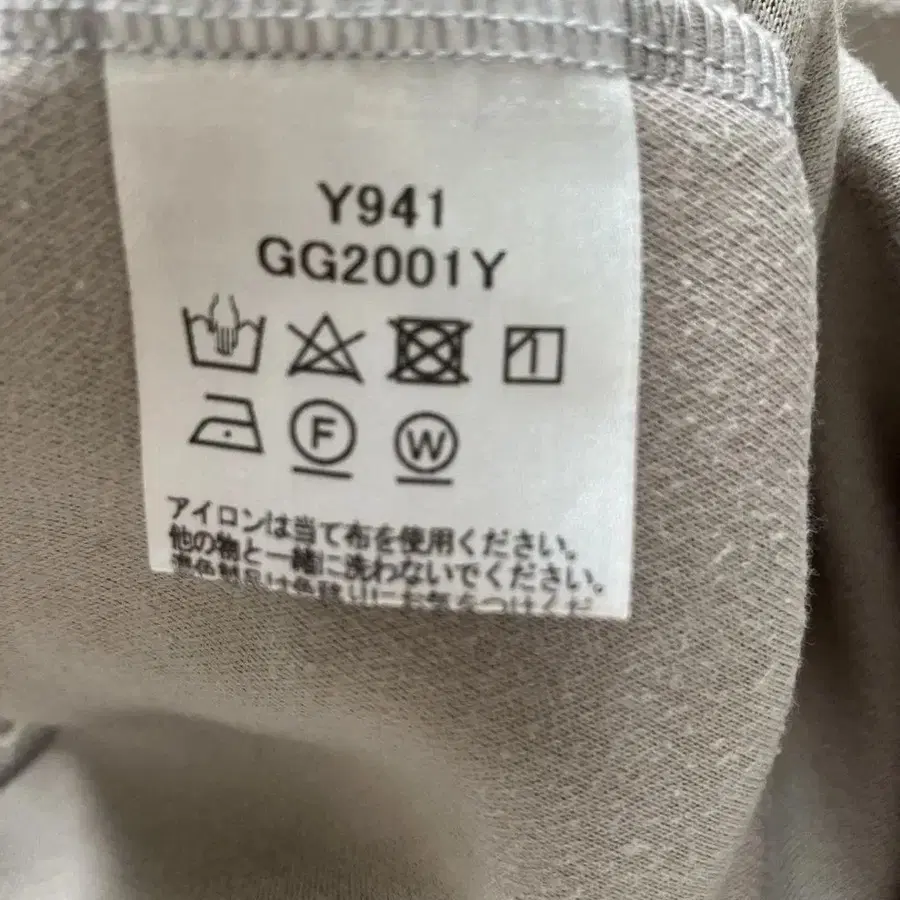 Y941
GG2001Y
F W
アイロンは当て布を使用ください。
他の物と一緒に洗わないでください。